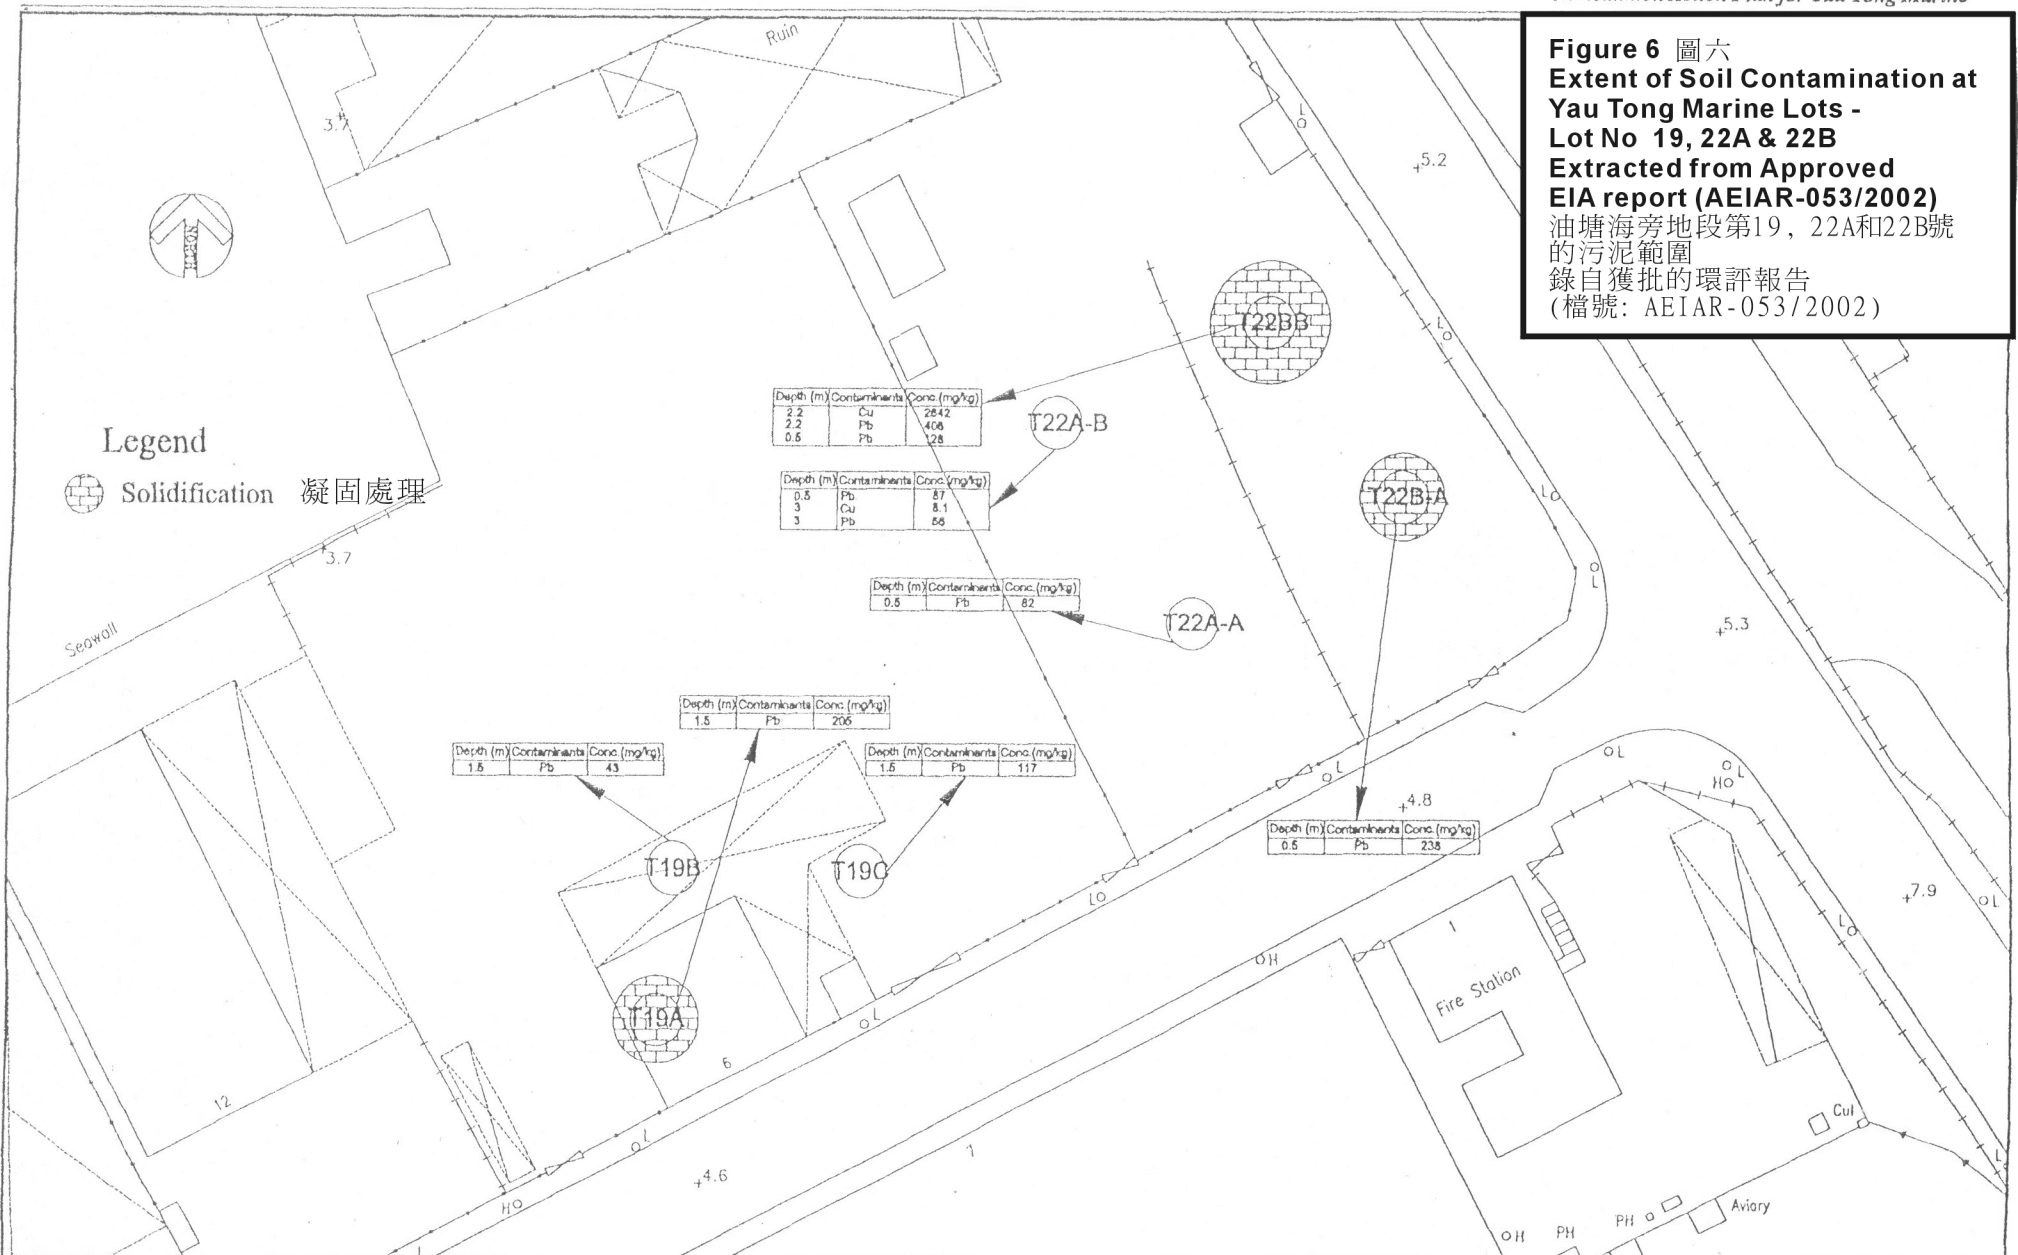 Figure 6 圖六
Extent of Soil Contamination at
Yau Tong Marine Lots -
Lot No 19, 22A & 22B
Extracted from Approved
EIA report (AEIAR-053/2002)
油塘海旁地段第19, 22A和22B號
的污泥範圍
錄自獲批的環評報告
(檔號: AEIAR-053/2002)
Ruin
3.7
5.2
NORTH
T22BB
Depth (m) Contaminants Conc.(mg/kg)
2.2 Cu 2642
2.2 Pb 406
0.5 Pb 128
T22A-B
Legend
Solidification 凝固處理
Depth (m) Contaminants Conc.(mg/kg)
0.5 Pb 87
3 Cu 8.1
3 Pb 56
T22B-A
3.7
Depth (m) Contaminants Conc.(mg/kg)
0.5 Pb 82
T22A-A
5.3
Seawall
Depth (m) Contaminants Conc.(mg/kg)
1.5 Pb 205
Depth (m) Contaminants Conc.(mg/kg)
1.5 Pb 43
Depth (m) Contaminants Conc.(mg/kg)
1.5 Pb 117
4.8
Depth (m) Contaminants Conc.(mg/kg)
0.5 Pb 238
T19B
T19C
7.9
1
Fire Station
T19A
6
12
Cul
7
4.6
Aviary
PH
PH